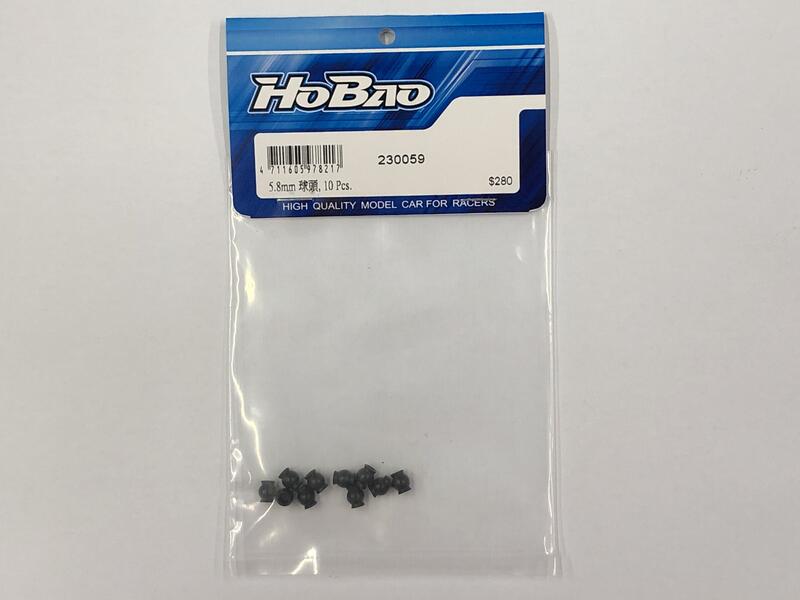 HOBAO
230059
4 711605 978217
5.8mm 球頭, 10 Pcs.
$280
HIGH QUALITY MODEL CAR FOR RACERS